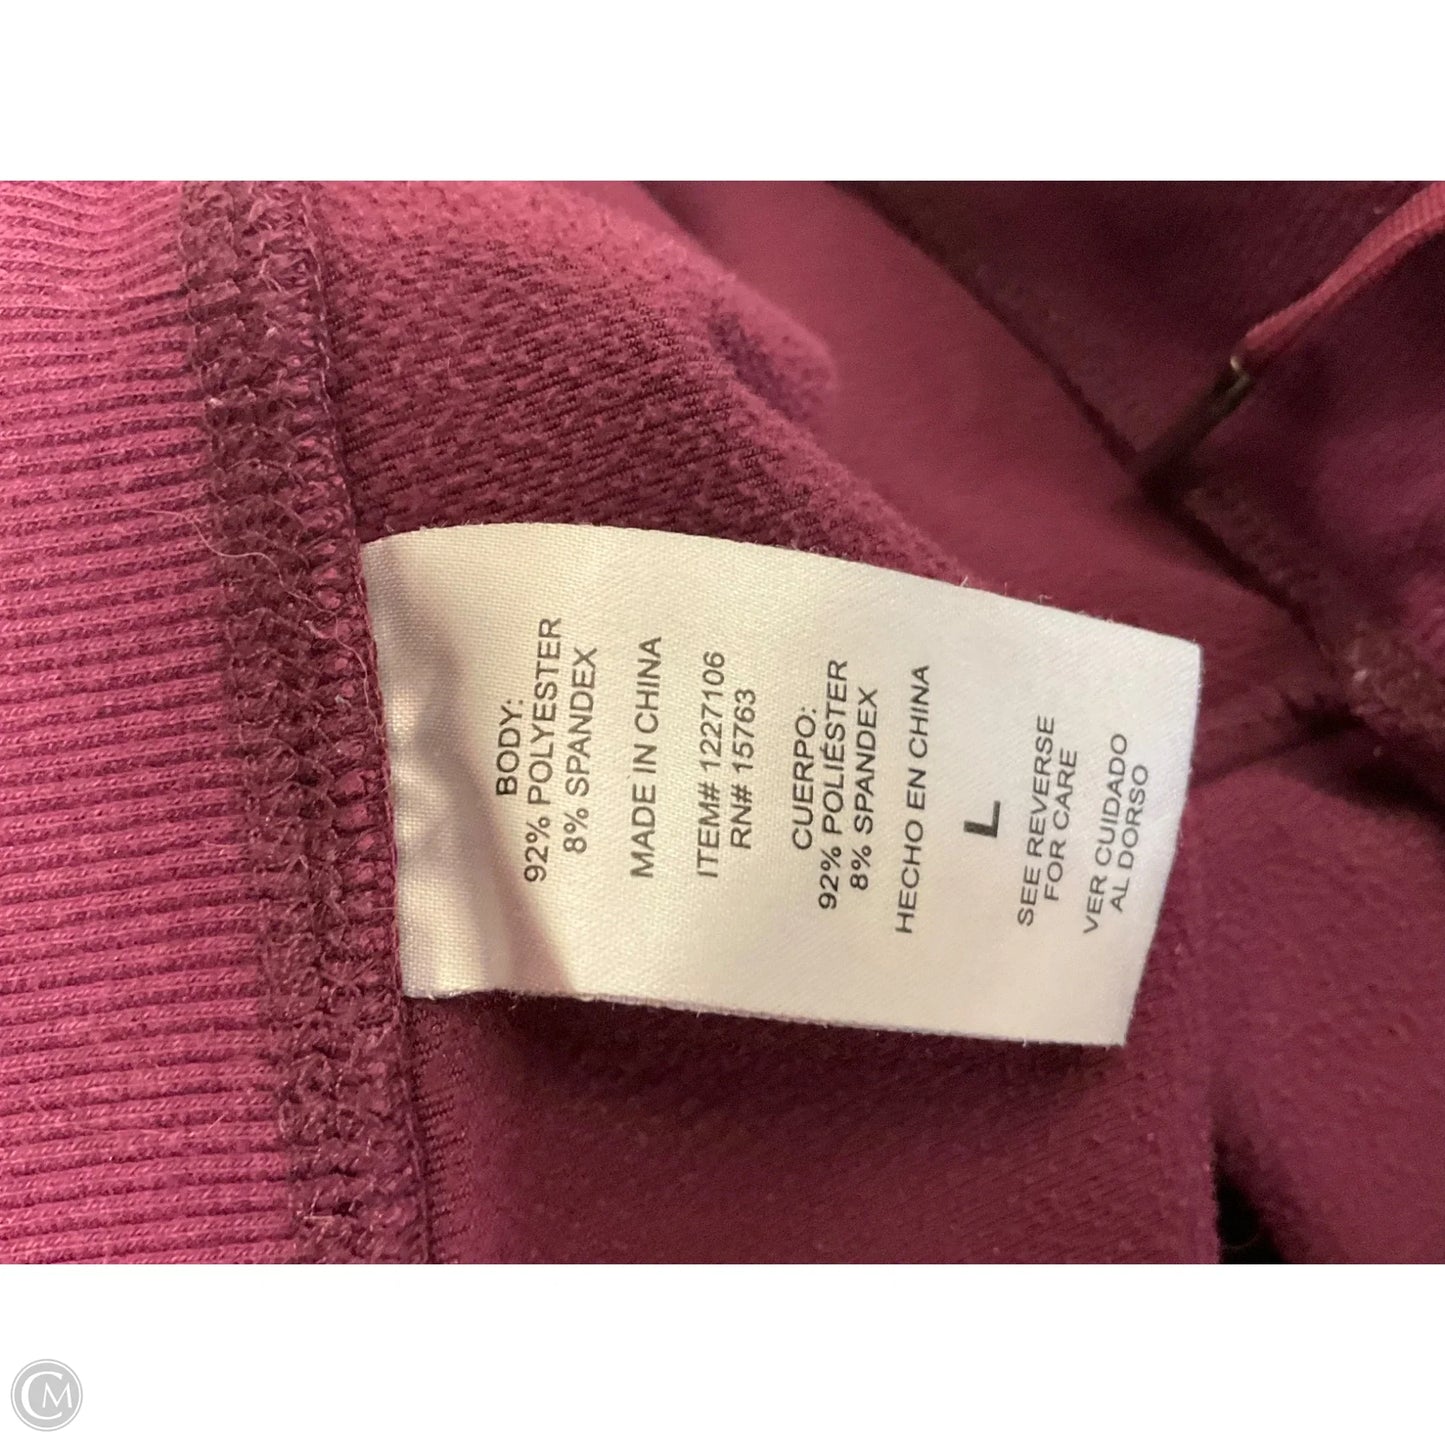 BODY:
92% POLYESTER
8% SPANDEX
MADE IN CHINA
ITEM# 1227106
RN# 15763
CUERPO:
92% POLIÉSTER
8% SPANDEX
HECHO EN CHINA
L
SEE REVERSE
FOR CARE
VER CUIDADO
AL DORSO
CM